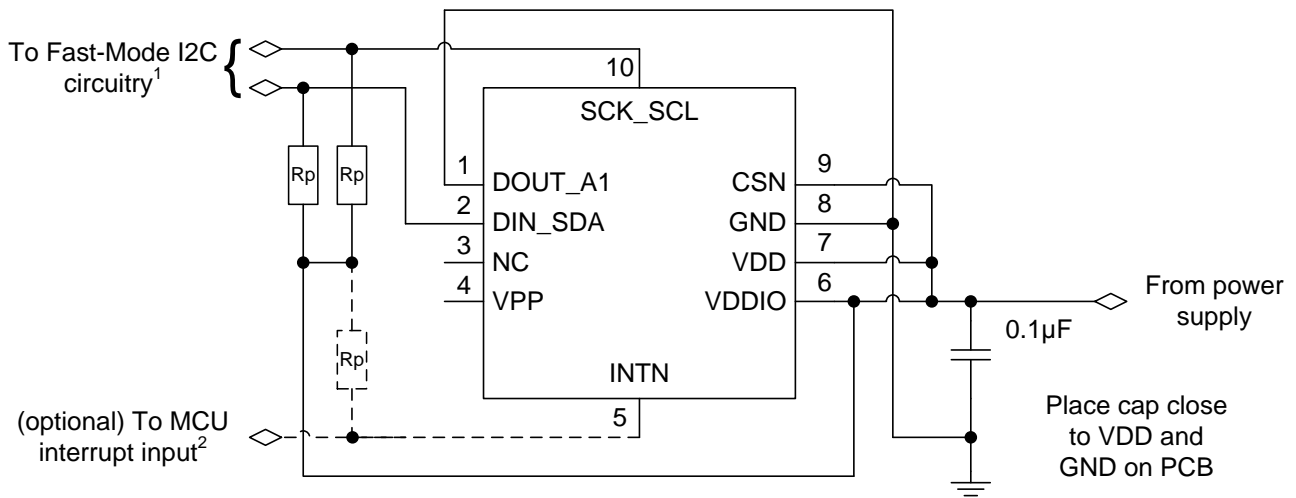 To Fast-Mode I2C
circuitry1
{
10
SCK_SCL
Rp
Rp
1
DOUT_A1
CSN
9
2
DIN_SDA
GND
8
3
NC
VDD
7
4
VPP
VDDIO
6
From power
supply
0.1µF
Rp
INTN
5
(optional) To MCU
interrupt input2
Place cap close
to VDD and
GND on PCB